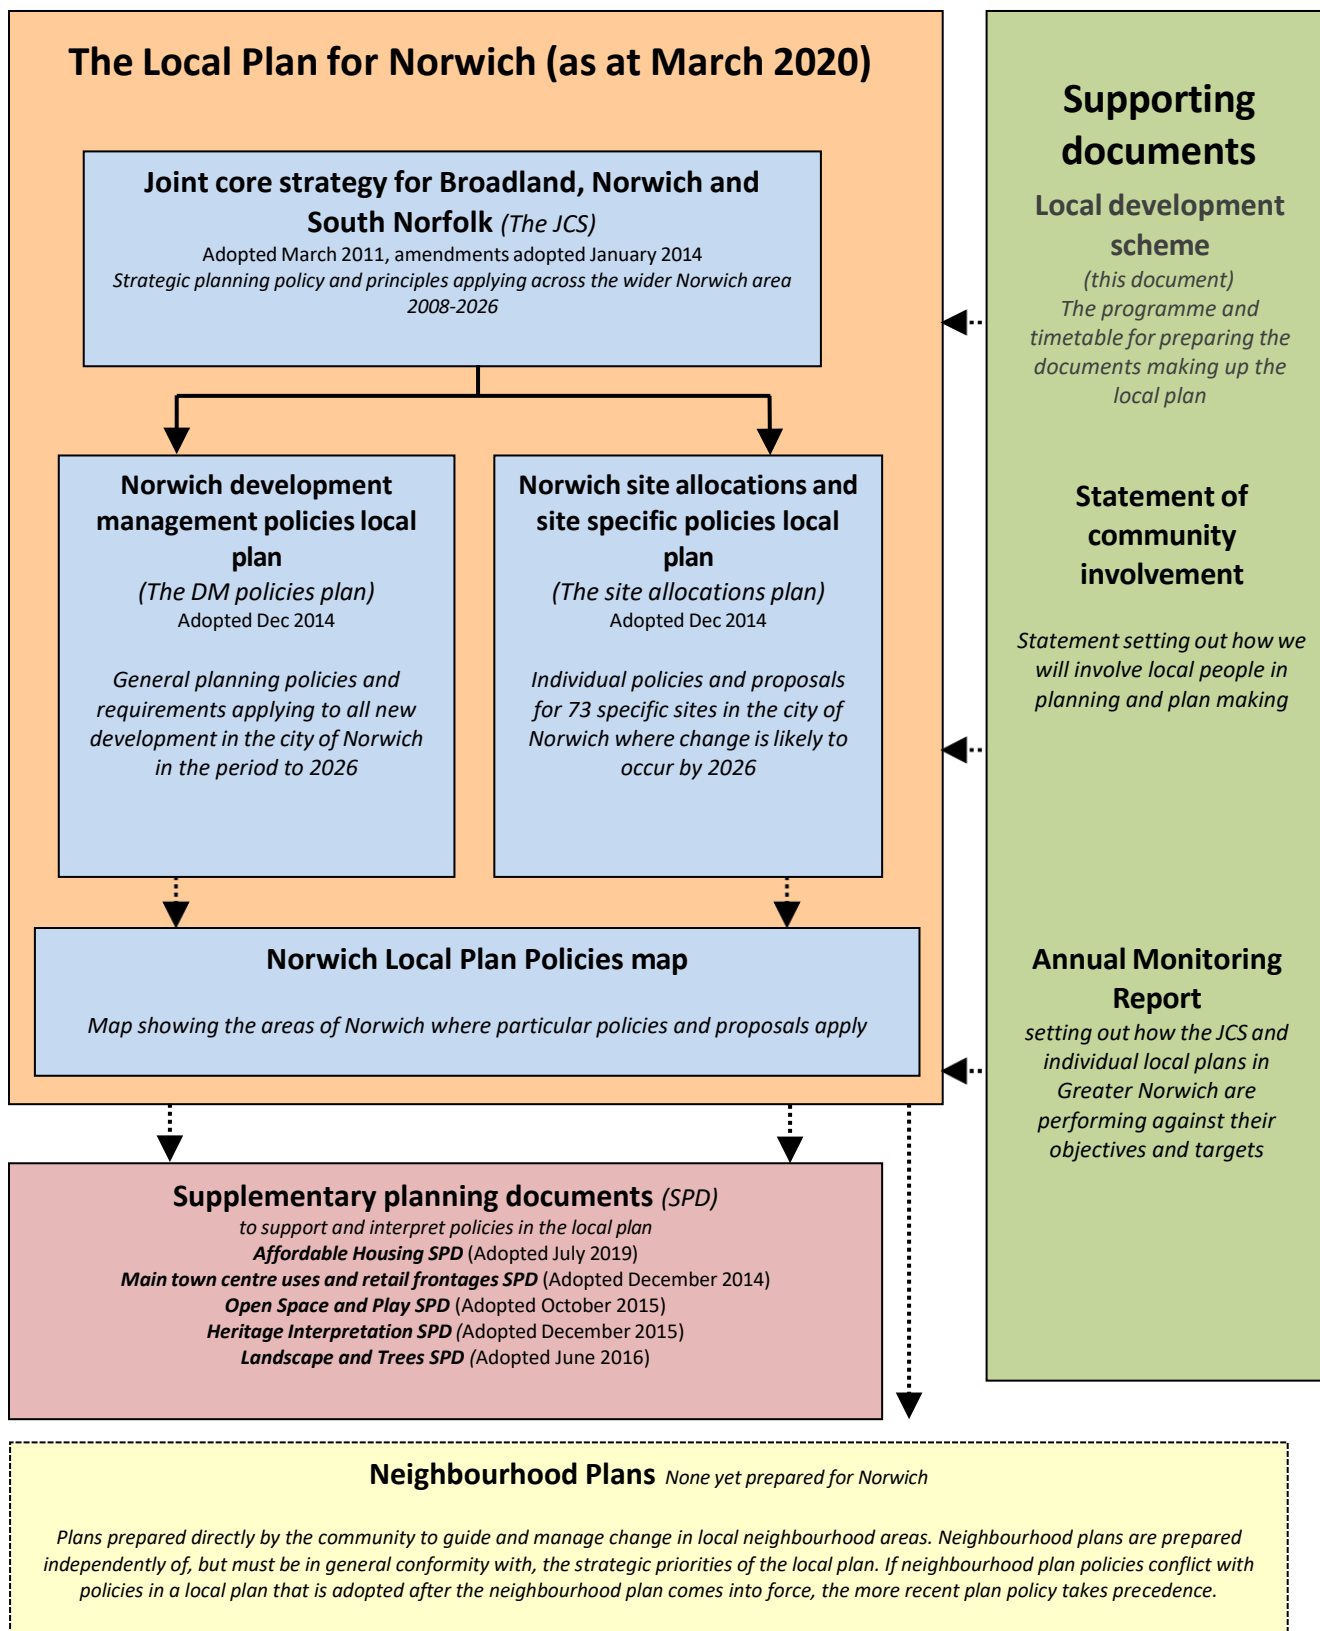 The Local Plan for Norwich (as at March 2020)
Joint core strategy for Broadland, Norwich and
South Norfolk (The JCS)
Adopted March 2011, amendments adopted January 2014
Strategic planning policy and principles applying across the wider Norwich area
2008-2026
Norwich development
management policies local
plan
(The DM policies plan)
Adopted Dec 2014
General planning policies and
requirements applying to all new
development in the city of Norwich
in the period to 2026
Norwich site allocations and
site specific policies local
plan
(The site allocations plan)
Adopted Dec 2014
Individual policies and proposals
for 73 specific sites in the city of
Norwich where change is likely to
occur by 2026
Norwich Local Plan Policies map
Map showing the areas of Norwich where particular policies and proposals apply
Supporting
documents
Local development
scheme
(this document)
The programme and
timetable for preparing the
documents making up the
local plan
Statement of
community
involvement
Statement setting out how we
will involve local people in
planning and plan making
Annual Monitoring
Report
setting out how the JCS and
individual local plans in
Greater Norwich are
performing against their
objectives and targets
Supplementary planning documents (SPD)
to support and interpret policies in the local plan
Affordable Housing SPD (Adopted July 2019)
Main town centre uses and retail frontages SPD (Adopted December 2014)
Open Space and Play SPD (Adopted October 2015)
Heritage Interpretation SPD (Adopted December 2015)
Landscape and Trees SPD (Adopted June 2016)
Neighbourhood Plans None yet prepared for Norwich
Plans prepared directly by the community to guide and manage change in local neighbourhood areas. Neighbourhood plans are prepared
independently of, but must be in general conformity with, the strategic priorities of the local plan. If neighbourhood plan policies conflict with
policies in a local plan that is adopted after the neighbourhood plan comes into force, the more recent plan policy takes precedence.